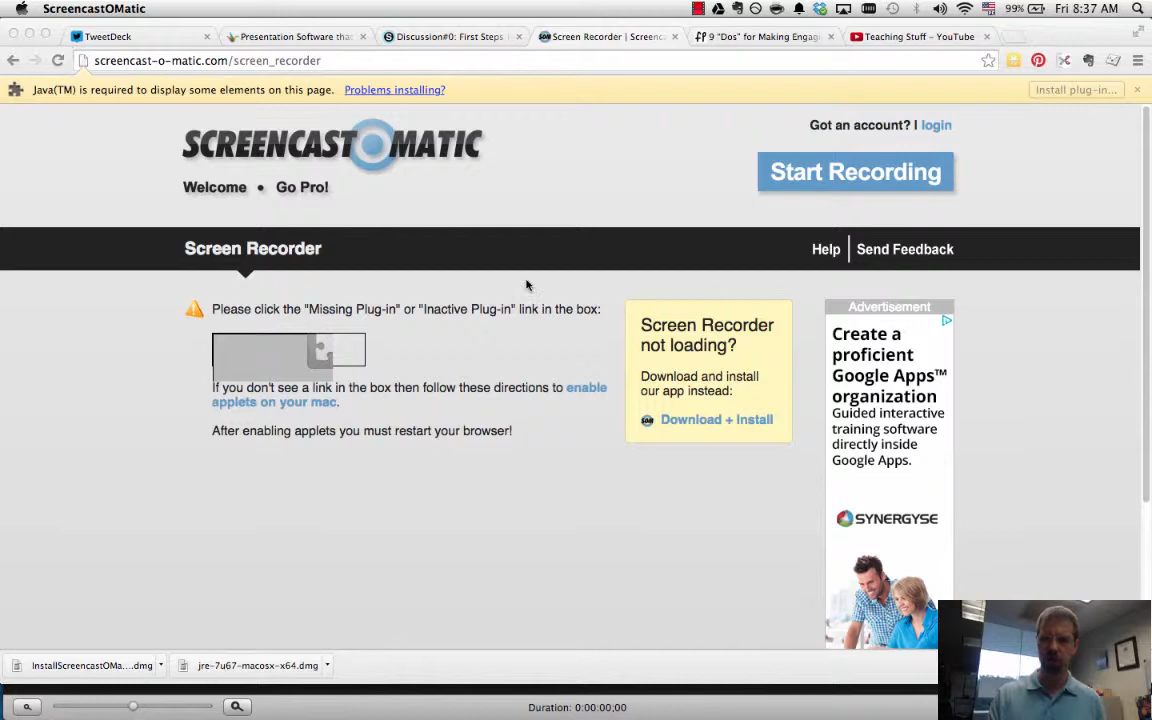 ScreencastOMatic
99%
Fri 8:37 AM
TweetDeck
Presentation Software tha
Discussion#0: First Steps
Screen Recorder | Screenc
9 "Dos" for Making Engagi
Teaching Stuff – YouTube
screencast-o-matic.com/screen_recorder
Java(TM) is required to display some elements on this page.
Problems installing?
Install plug-in...
SCREENCAST MATIC
Got an account? I login
Start Recording
Welcome • Go Pro!
Screen Recorder
Help
Send Feedback
Please click the "Missing Plug-in" or "Inactive Plug-in" link in the box:
If you don't see a link in the box then follow these directions to enable
applets on your mac.
After enabling applets you must restart your browser!
Screen Recorder
not loading?
Download and install
our app instead:
SOM
Download + Install
Advertisement
Create a
proficient
Google Apps™
organization
Guided interactive
training software
directly inside
Google Apps.
SYNERGYSE
InstallScreencastOMa....dmg
jre-7u67-macosx-x64.dmg
Duration: 0:00:00;00